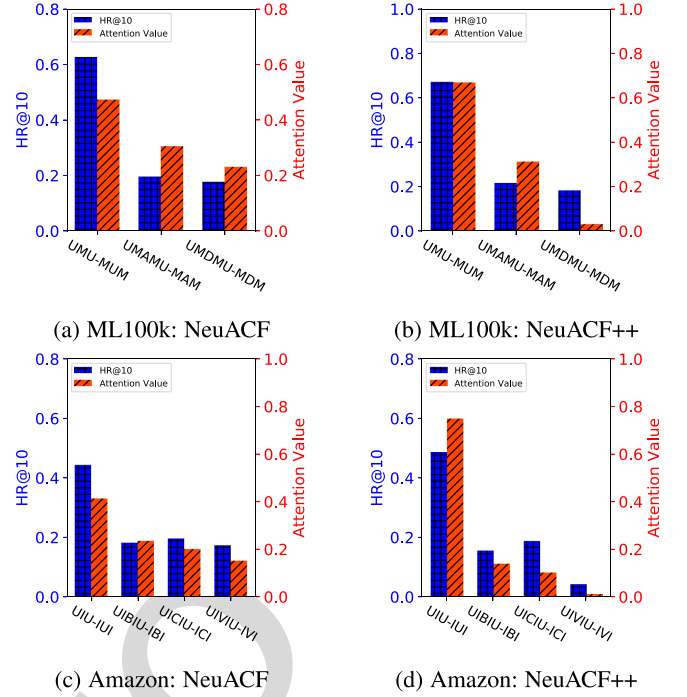 0.8
0.6
0.4
0.2
0.0
HR@10
HR@10
Attention Value
0.8
0.6
0.4
0.2
0.0
Attention Value
UMU-MUM
UMAMU-MAM
UMDMU-MDM
(a) ML100k: NeuACF
1.0
0.8
0.6
0.4
0.2
0.0
HR@10
HR@10
Attention Value
1.0
0.8
0.6
0.4
0.2
0.0
Attention Value
UMU-MUM
UMAMU-MAM
UMDMU-MDM
(b) ML100k: NeuACF++
0.8
0.6
0.4
0.2
0.0
HR@10
HR@10
Attention Value
1.0
0.8
0.6
0.4
0.2
0.0
Attention Value
UIU-IUI
UIBIU-IBI
UICIU-ICI
UIVIU-IVI
(c) Amazon: NeuACF
0.8
0.6
0.4
0.2
0.0
HR@10
HR@10
Attention Value
1.0
0.8
0.6
0.4
0.2
0.0
Attention Value
UIU-IUI
UIBIU-IBI
UICIU-ICI
UIVIU-IVI
(d) Amazon: NeuACF++